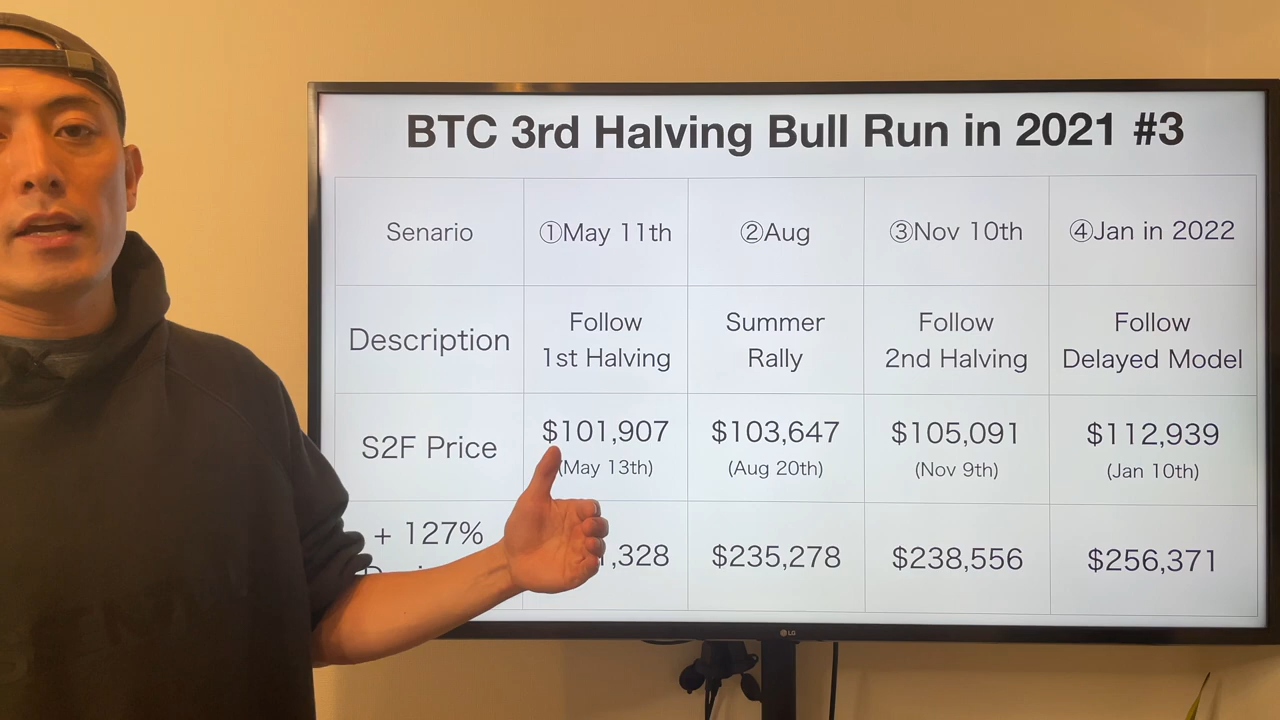 BTC 3rd Halving Bull Run in 2021 #3
Senario ①May 11th ②Aug ③Nov 10th ④Jan in 2022
Description Follow 1st Halving Summer Rally Follow 2nd Halving Follow Delayed Model
S2F Price $101,907 (May 13th) $103,647 (Aug 20th) $105,091 (Nov 9th) $112,939 (Jan 10th)
+ 127% ,328 $235,278 $238,556 $256,371
LG